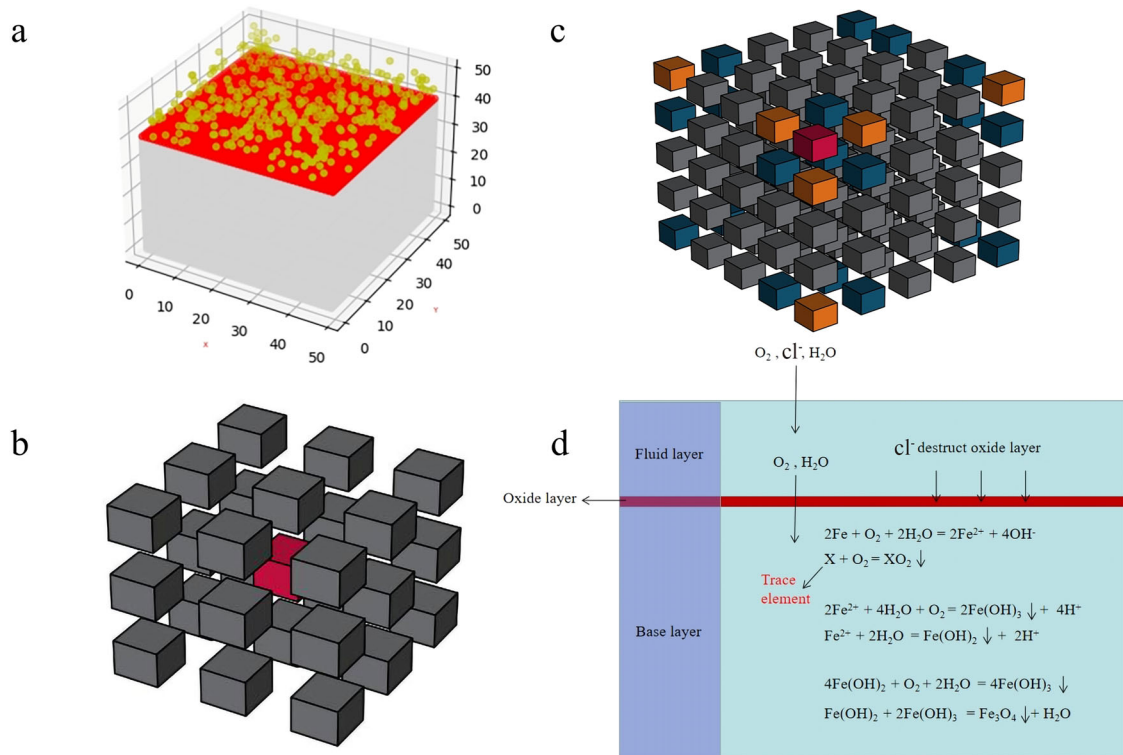 a
50
40
30
20
10
0
0
10
20
30
40
50
X
0
10
20
30
40
50
Y
b
c
O₂ , cl⁻, H₂O
d
Fluid layer
O₂ , H₂O
cl⁻ destruct oxide layer
Oxide layer
2Fe + O₂ + 2H₂O = 2Fe²⁺ + 4OH⁻
X + O₂ = XO₂ ↓
Trace
element
2Fe²⁺ + 4H₂O + O₂ = 2Fe(OH)₃ ↓ + 4H⁺
Base layer
Fe²⁺ + 2H₂O = Fe(OH)₂ ↓ + 2H⁺
4Fe(OH)₂ + O₂ + 2H₂O = 4Fe(OH)₃ ↓
Fe(OH)₂ + 2Fe(OH)₃ = Fe₃O₄ ↓ + H₂O